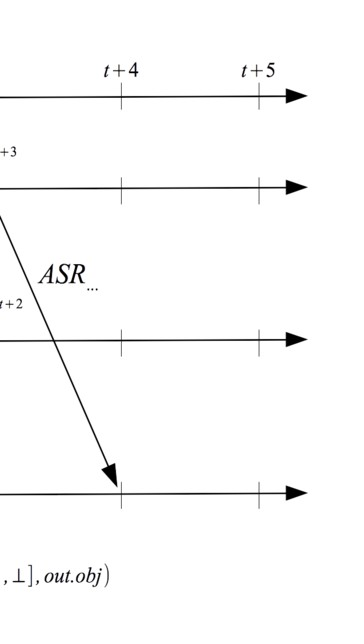 t+4 t+5
+3
ASR...
t+2
,⊥],out.obj)